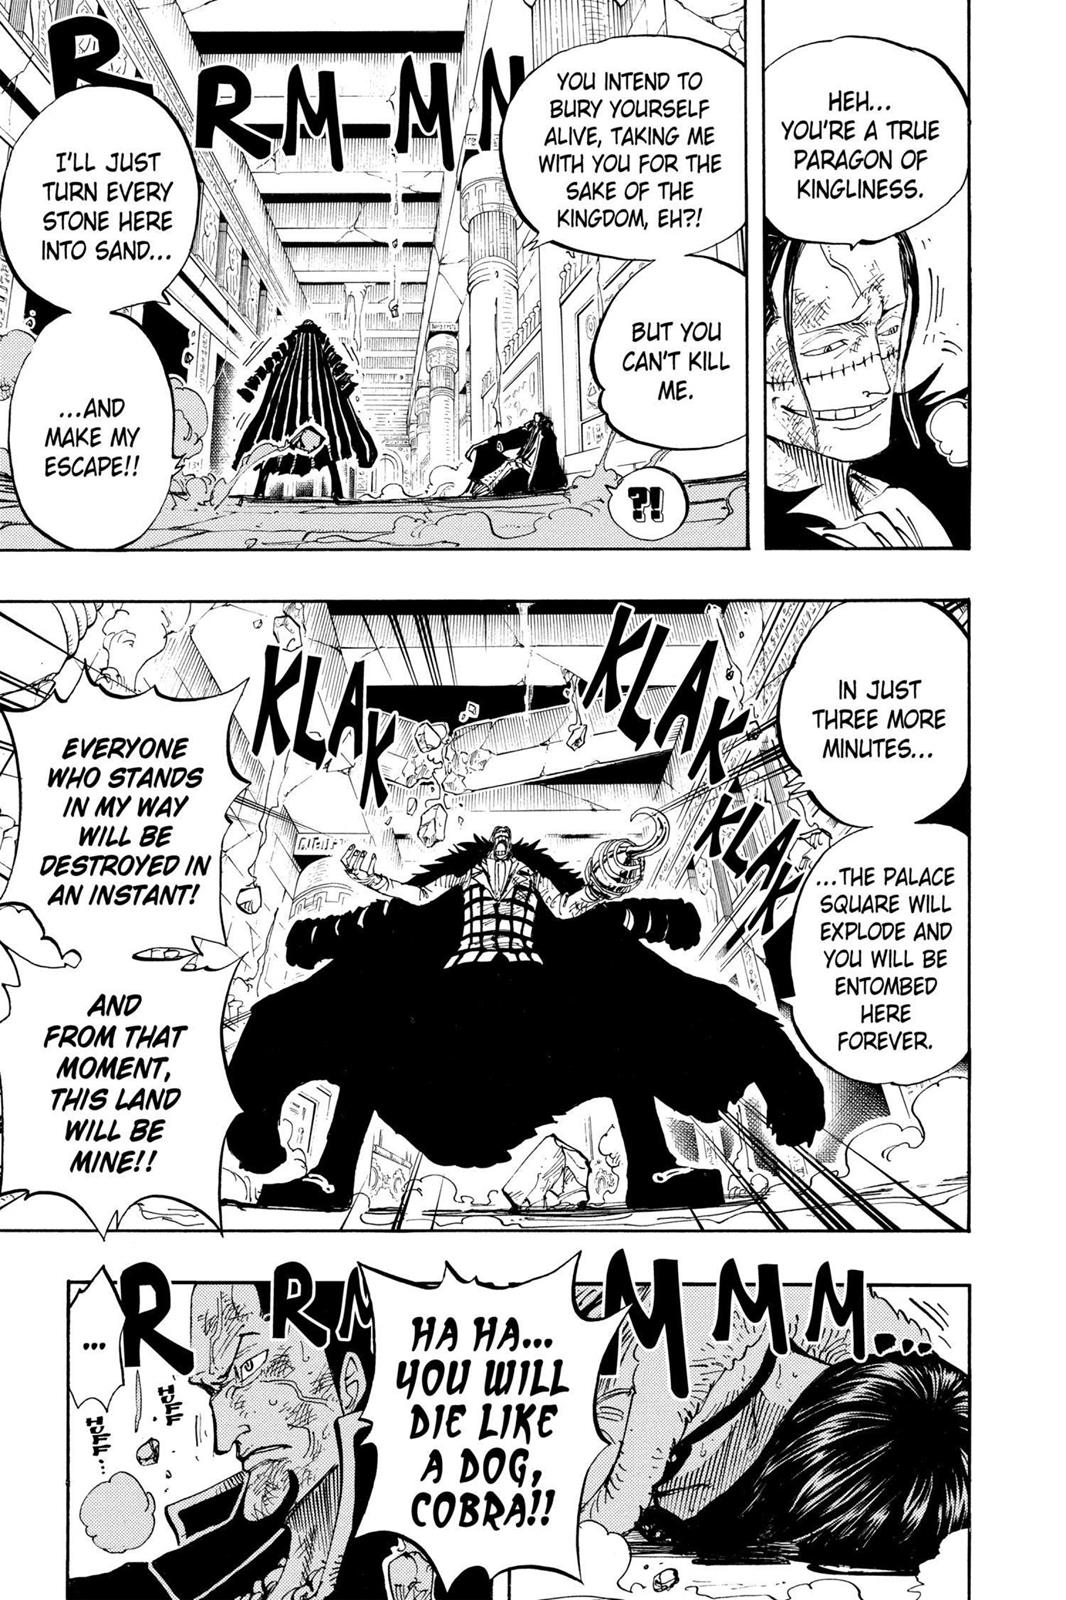 HEH...
YOU'RE A TRUE
PARAGON OF
KINGLINESS.
YOU INTEND TO
BURY YOURSELF
ALIVE, TAKING ME
WITH YOU FOR THE
SAKE OF THE
KINGDOM, EH?!
BUT YOU
CAN'T KILL
ME.
?!
RRMMM
I'LL JUST
TURN EVERY
STONE HERE
INTO SAND...
...AND
MAKE MY
ESCAPE!!
IN JUST
THREE MORE
MINUTES...
...THE PALACE
SQUARE WILL
EXPLODE AND
YOU WILL BE
ENTOMBED
HERE
FOREVER.
KLAK
KLAK
KLAK
EVERYONE
WHO STANDS
IN MY WAY
WILL BE
DESTROYED IN
AN INSTANT!
AND
FROM THAT
MOMENT,
THIS LAND
WILL BE
MINE!!
RRRMMMMM...
HA HA...
YOU WILL
DIE LIKE
A DOG,
COBRA!!
...
HUFF
HUFF...